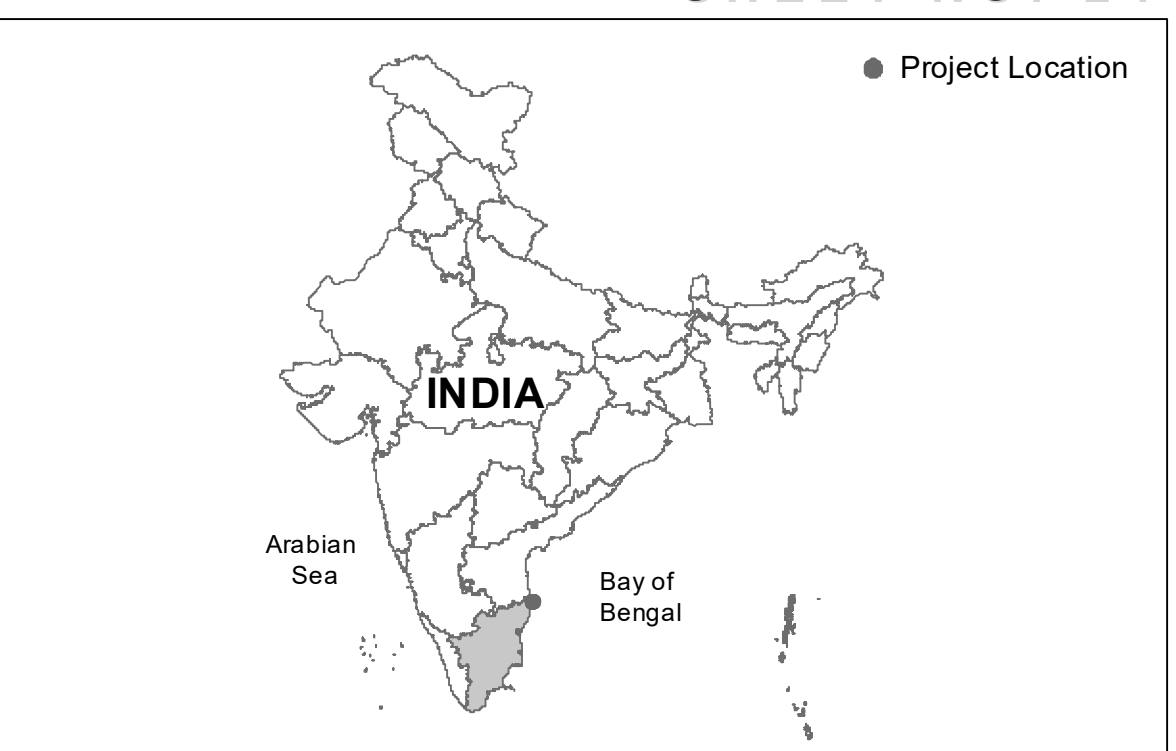 Project Location
INDIA
Arabian
Sea
Bay of
Bengal